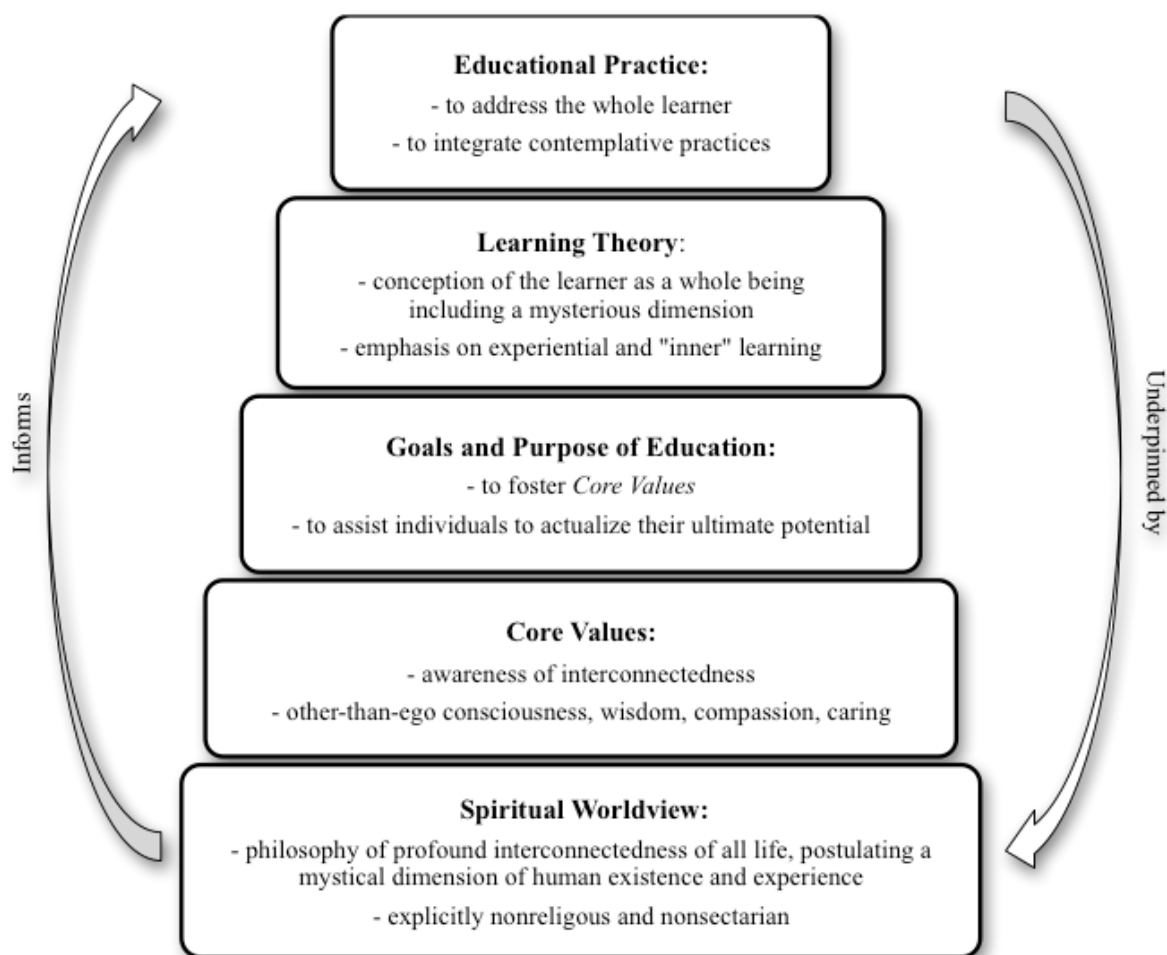 Educational Practice:
- to address the whole learner
- to integrate contemplative practices
Learning Theory:
- conception of the learner as a whole being
including a mysterious dimension
- emphasis on experiential and "inner" learning
Goals and Purpose of Education:
- to foster Core Values
- to assist individuals to actualize their ultimate potential
Core Values:
- awareness of interconnectedness
- other-than-ego consciousness, wisdom, compassion, caring
Spiritual Worldview:
- philosophy of profound interconnectedness of all life, postulating a
mystical dimension of human existence and experience
- explicitly nonreligous and nonsectarian
Informs
Underpinned by